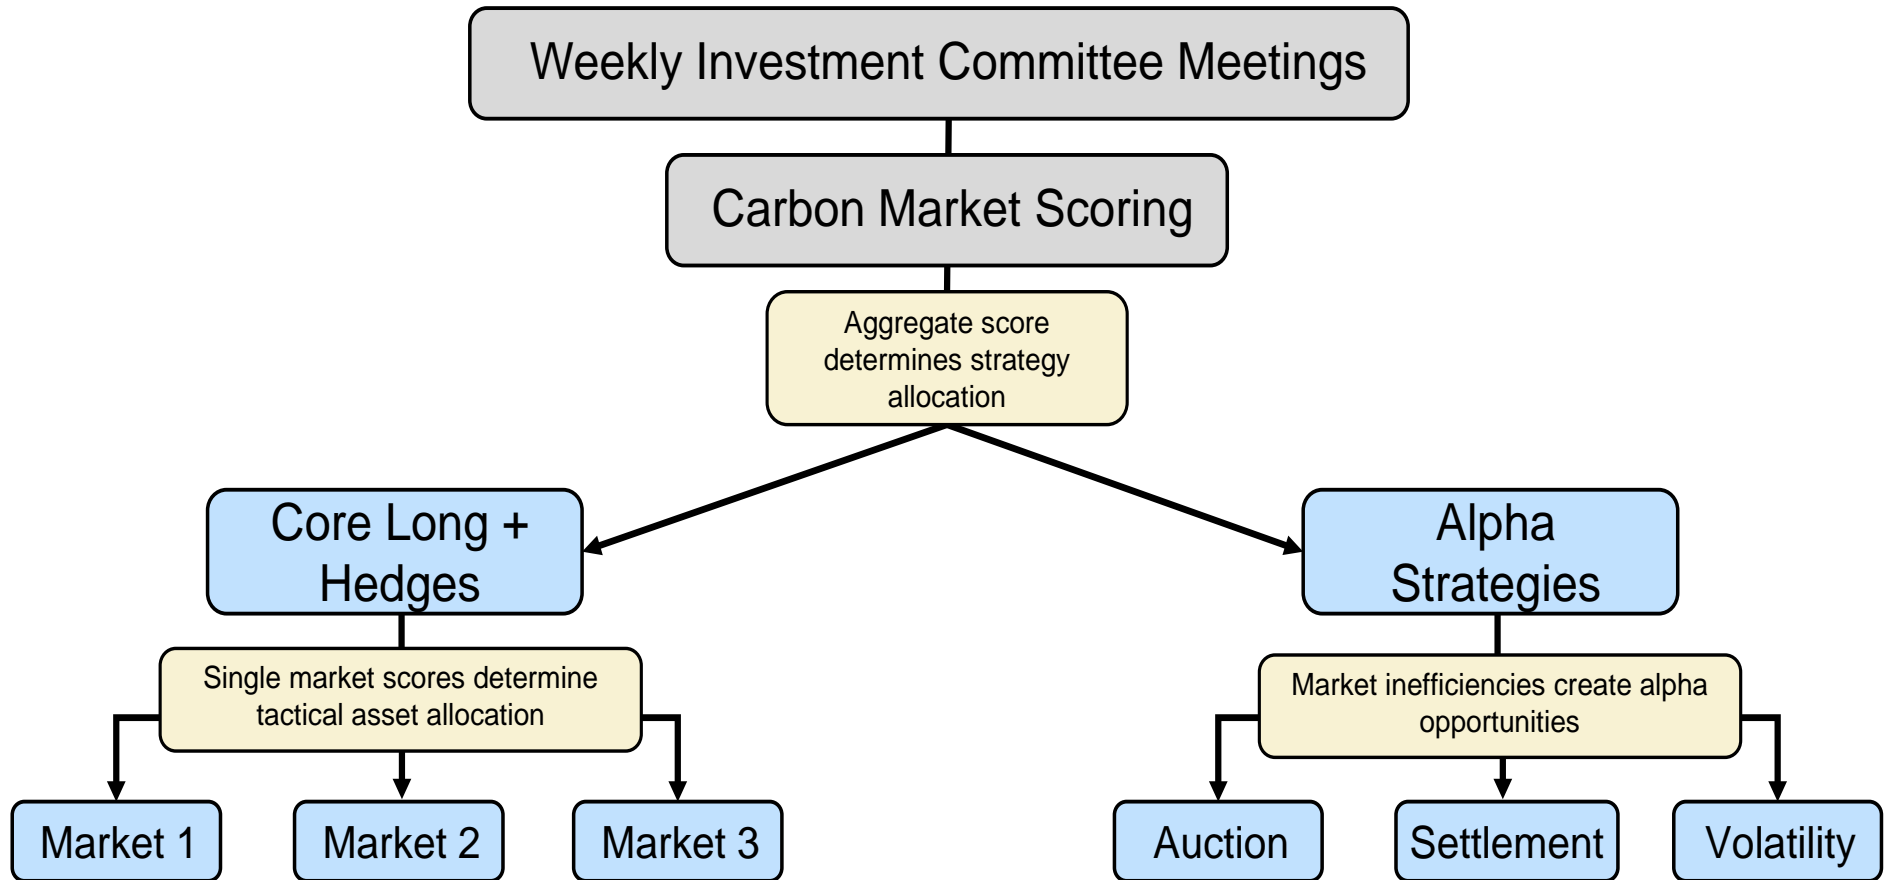 Weekly Investment Committee Meetings
Carbon Market Scoring
Aggregate score
determines strategy
allocation
Core Long +
Hedges
Alpha
Strategies
Single market scores determine
tactical asset allocation
Market inefficiencies create alpha
opportunities
Market 1
Market 2
Market 3
Auction
Settlement
Volatility